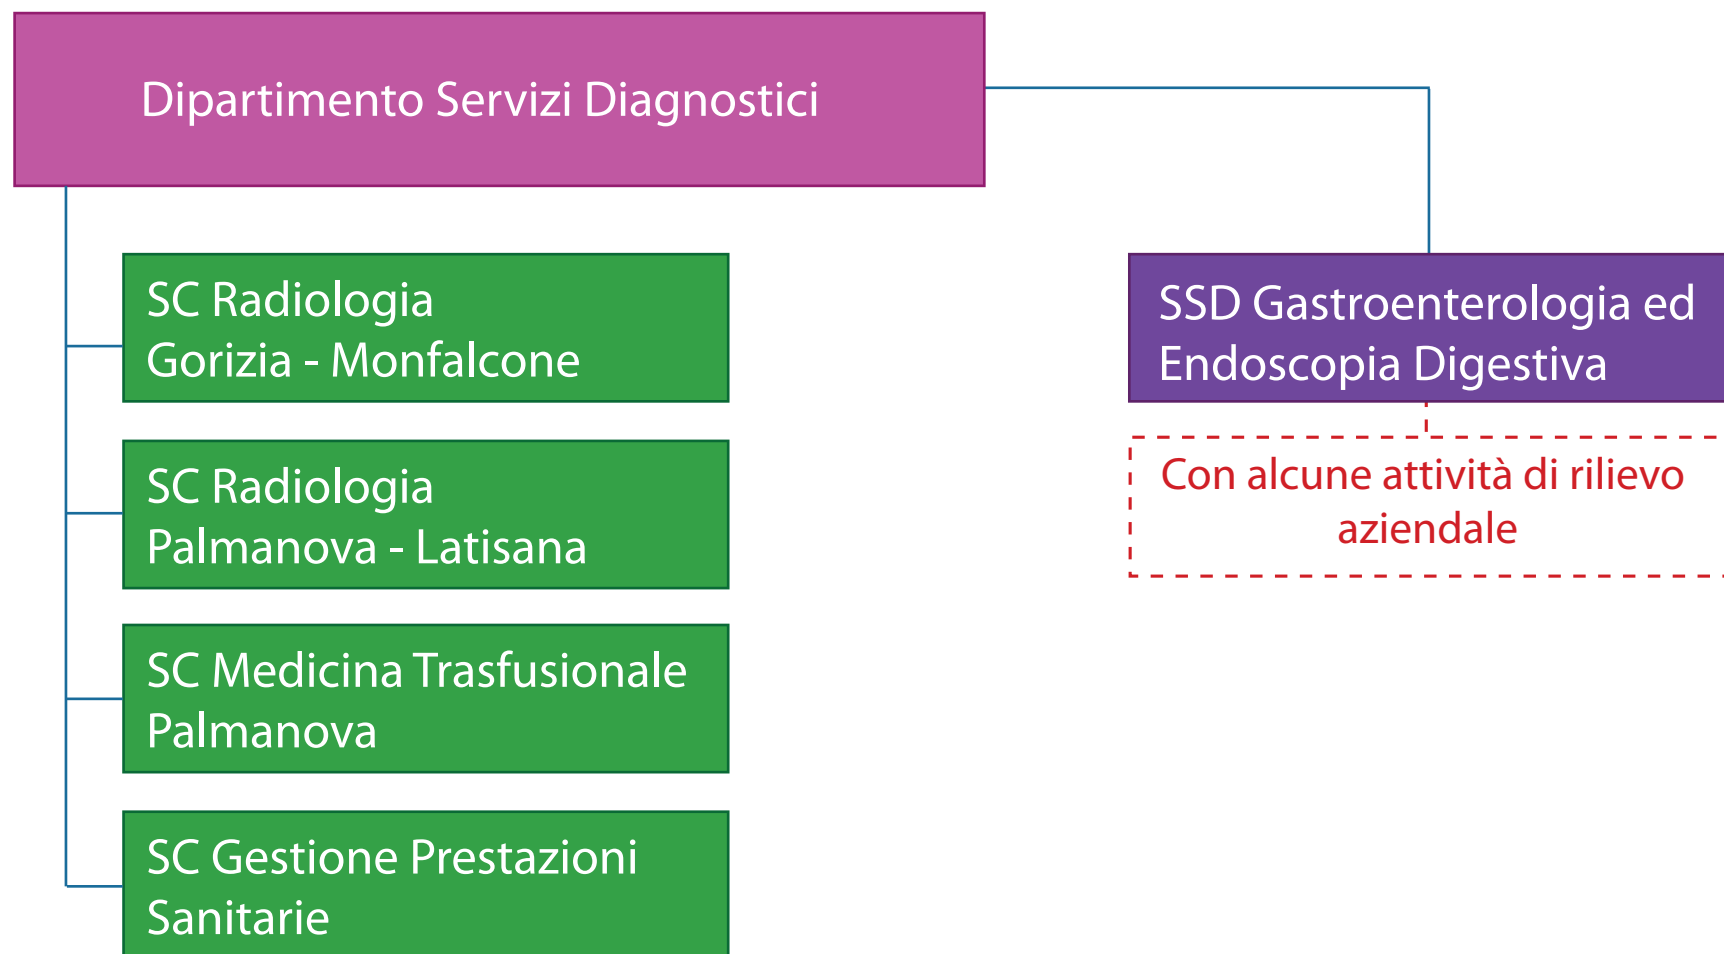 Dipartimento Servizi Diagnostici
SC Radiologia
Gorizia - Monfalcone
SC Radiologia
Palmanova - Latisana
SC Medicina Trasfusionale
Palmanova
SC Gestione Prestazioni
Sanitarie
SSD Gastroenterologia ed
Endoscopia Digestiva
Con alcune attività di rilievo
aziendale